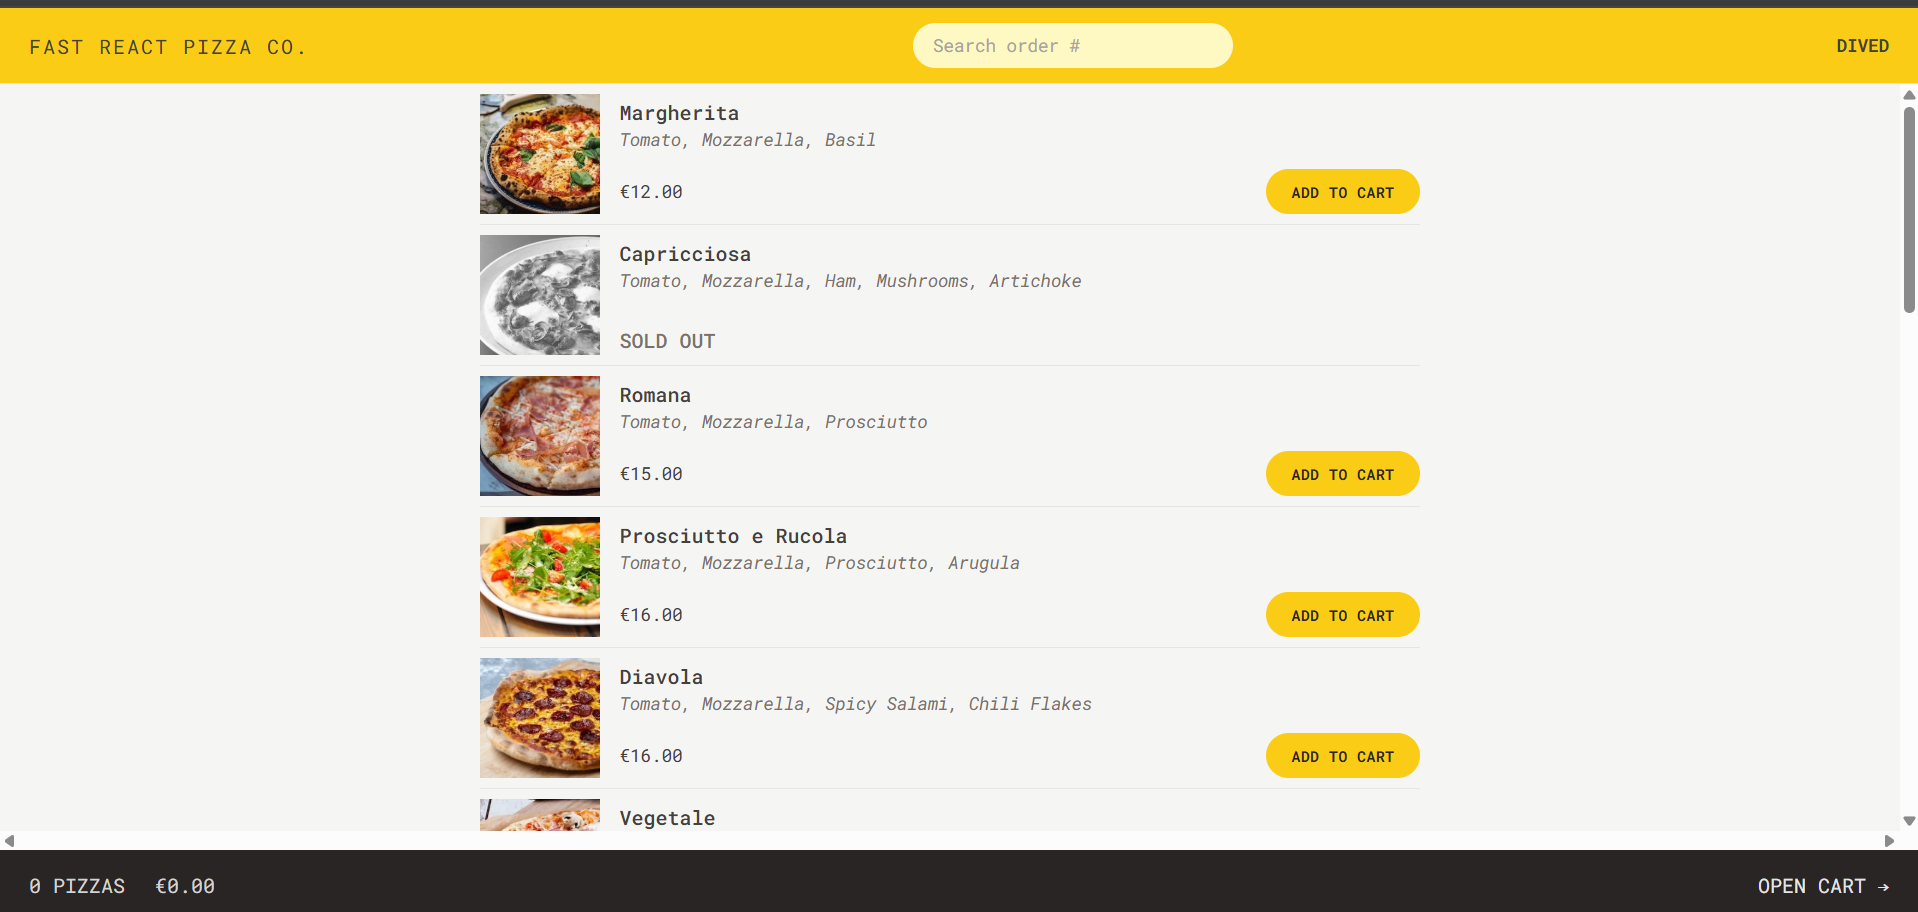 FAST REACT PIZZA CO.
Search order #
DIVED
Margherita
Tomato, Mozzarella, Basil
€12.00
ADD TO CART
Capricciosa
Tomato, Mozzarella, Ham, Mushrooms, Artichoke
SOLD OUT
Romana
Tomato, Mozzarella, Prosciutto
€15.00
ADD TO CART
Prosciutto e Rucola
Tomato, Mozzarella, Prosciutto, Arugula
€16.00
ADD TO CART
Diavola
Tomato, Mozzarella, Spicy Salami, Chili Flakes
€16.00
ADD TO CART
Vegetale
0 PIZZAS €0.00
OPEN CART →